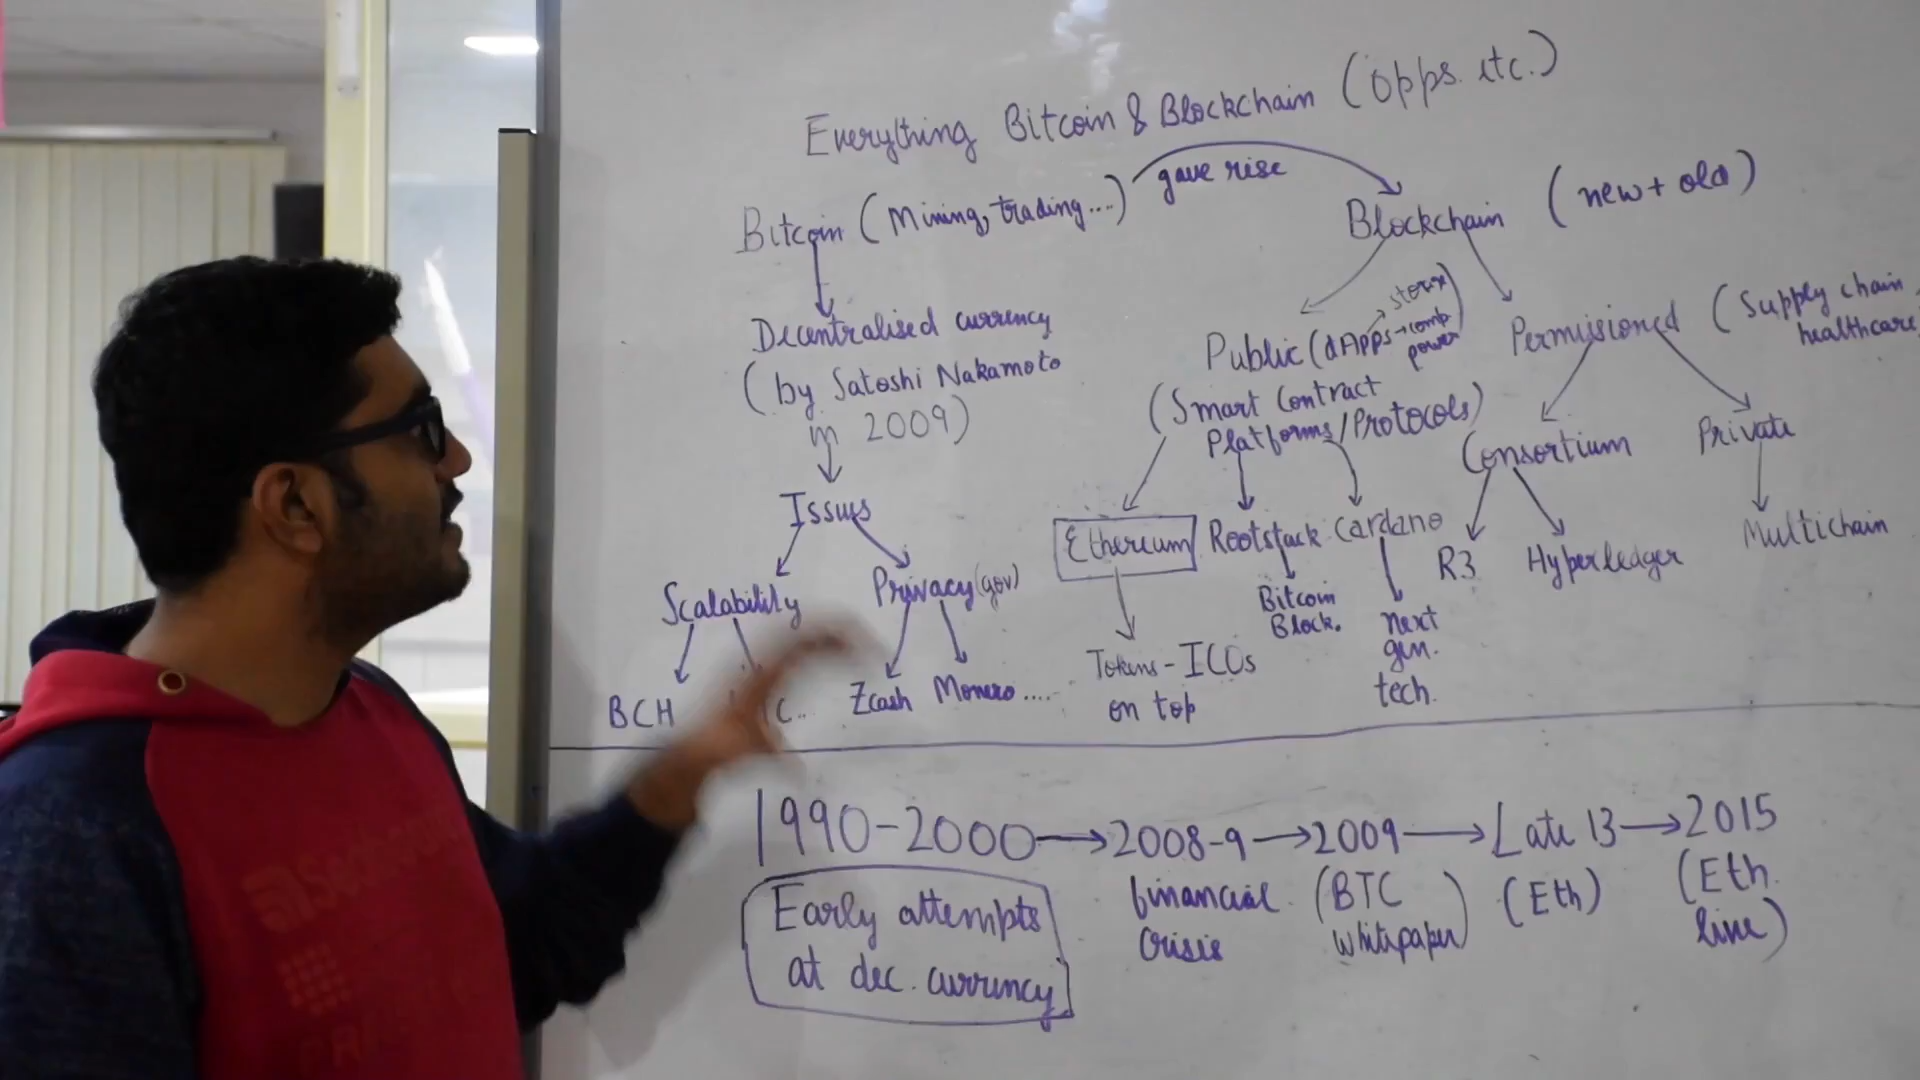 Everything Bitcoin & Blockchain (Opps. etc.)
Bitcoin (Mining, trading....) gave rise
Blockchain (new + old)
Decentralised currency
(by Satoshi Nakamoto
in 2009)
Issues
Scalability
Privacy (gov)
BCH
Zcash Monero ....
Public (dApps → comp. power)
(Smart Contract
Platforms/Protocols)
Ethereum Rootstack Cardano
Tokens - ICOs
on top
Bitcoin
Block.
next
gen.
tech.
Permissioned (Supply chain,
healthcare
Consortium
Private
R3 Hyperledger
Multichain
1990-2000 → 2008-9 → 2009 → Late 13 → 2015
Early attempts
at dec. currency
financial
crisis
(BTC
whitepaper)
(Eth)
(Eth.
live)